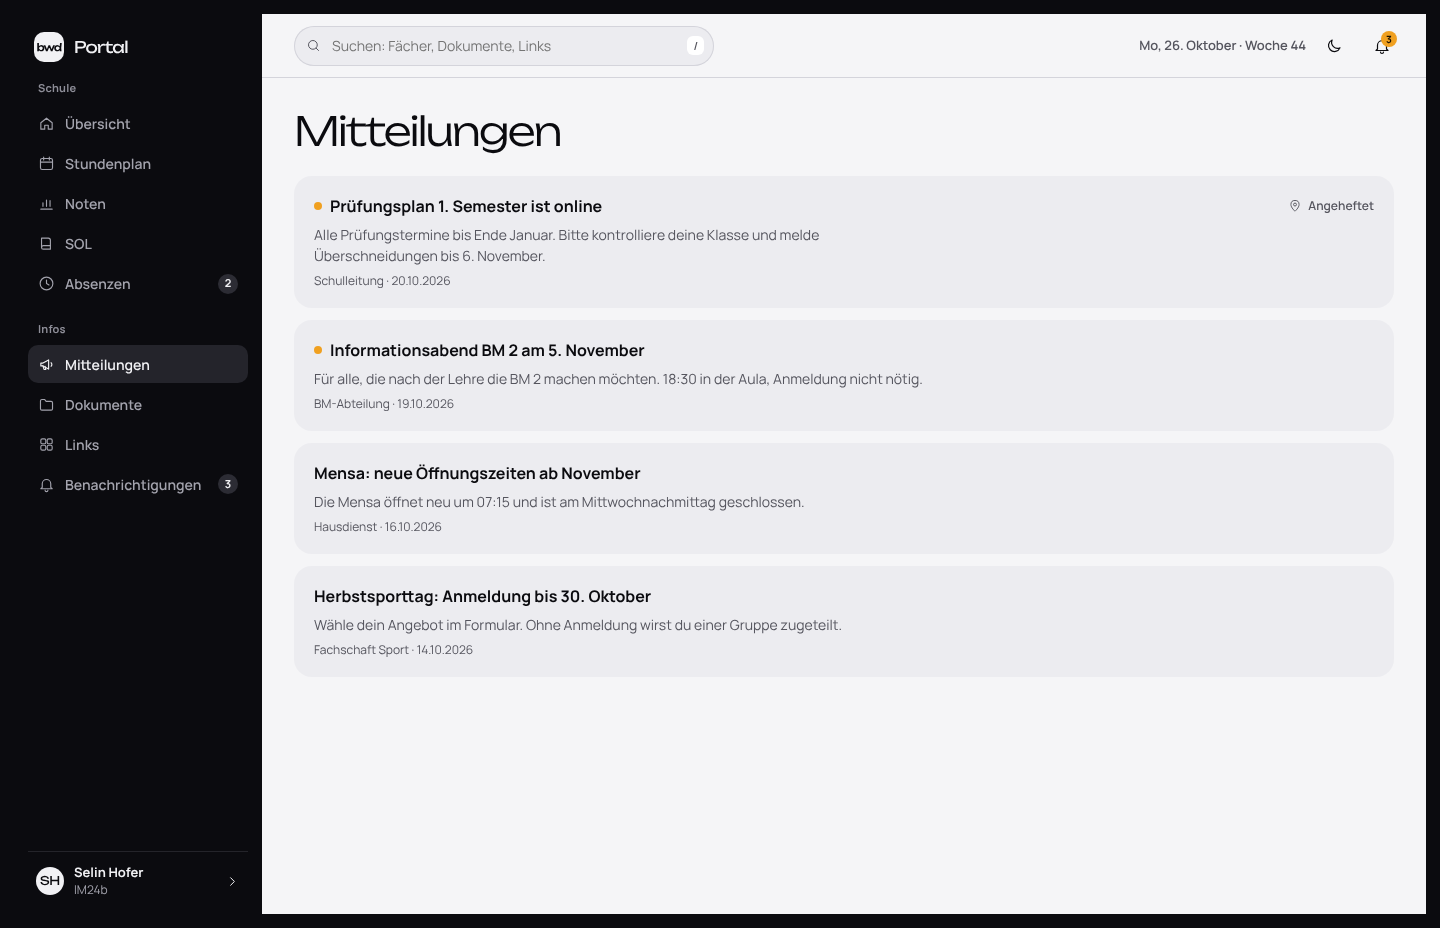 bwd Portal
Schule
Übersicht
Stundenplan
Noten
SOL
Absenzen 2
Infos
Mitteilungen
Dokumente
Links
Benachrichtigungen 3
SH Selin Hofer
IM24b
Suchen: Fächer, Dokumente, Links /
Mo, 26. Oktober · Woche 44
3
Mitteilungen
Prüfungsplan 1. Semester ist online
Angeheftet
Alle Prüfungstermine bis Ende Januar. Bitte kontrolliere deine Klasse und melde
Überschneidungen bis 6. November.
Schulleitung · 20.10.2026
Informationsabend BM 2 am 5. November
Für alle, die nach der Lehre die BM 2 machen möchten. 18:30 in der Aula, Anmeldung nicht nötig.
BM-Abteilung · 19.10.2026
Mensa: neue Öffnungszeiten ab November
Die Mensa öffnet neu um 07:15 und ist am Mittwochnachmittag geschlossen.
Hausdienst · 16.10.2026
Herbstsporttag: Anmeldung bis 30. Oktober
Wähle dein Angebot im Formular. Ohne Anmeldung wirst du einer Gruppe zugeteilt.
Fachschaft Sport · 14.10.2026